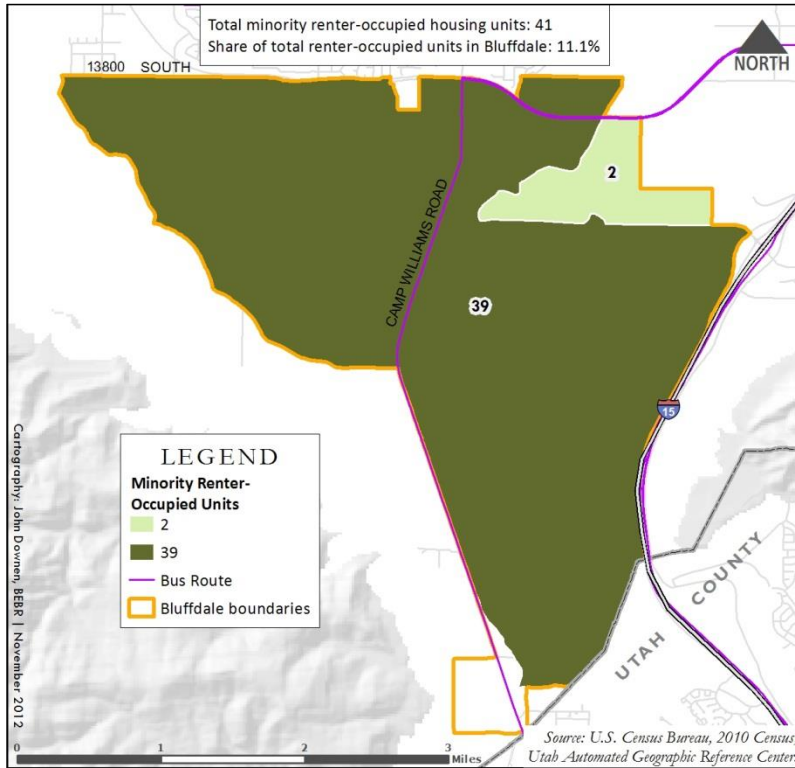 Total minority renter-occupied housing units: 41
Share of total renter-occupied units in Bluffdale: 11.1%
NORTH
13800 SOUTH
2
CAMP WILLIAMS ROAD
39
15
LEGEND
Minority Renter-
Occupied Units
2
39
Bus Route
Bluffdale boundaries
UTAH COUNTY
Cartography: John Downen, BEBR | November 2012
Source: U.S. Census Bureau, 2010 Census,
Utah Automated Geographic Reference Center.
0 1 2 3 Miles